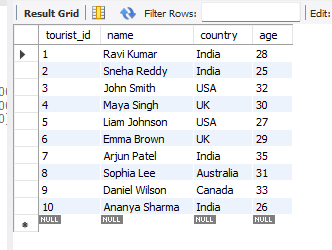 Result Grid Filter Rows: Edit:
tourist_id name country age
1 Ravi Kumar India 28
2 Sneha Reddy India 25
3 John Smith USA 32
4 Maya Singh UK 30
5 Liam Johnson USA 27
6 Emma Brown UK 29
7 Arjun Patel India 35
8 Sophia Lee Australia 31
9 Daniel Wilson Canada 33
10 Ananya Sharma India 26
NULL NULL NULL NULL